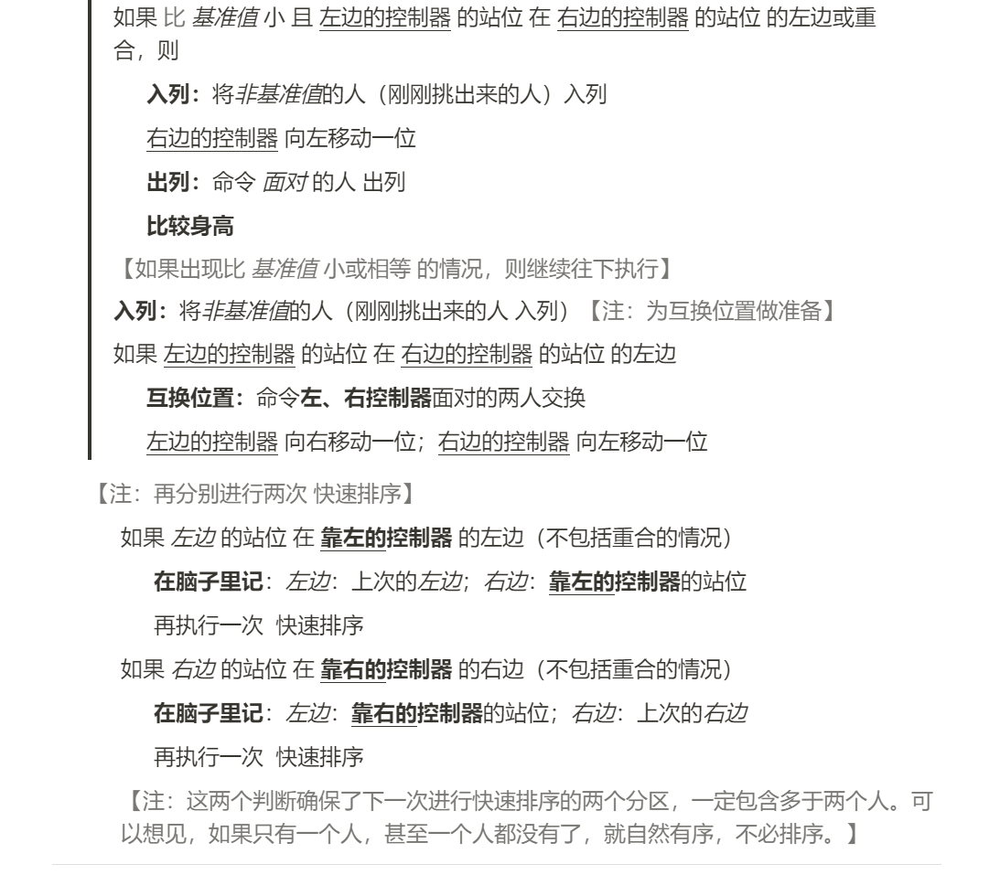 如果 比 基准值 小 且 左边的控制器 的站位 在 右边的控制器 的站位 的左边或重
合，则
入列：将非基准值的人（刚刚挑出来的人）入列
右边的控制器 向左移动一位
出列：命令 面对 的人 出列
比较身高
【如果出现比 基准值 小或相等 的情况，则继续往下执行】
入列：将非基准值的人（刚刚挑出来的人 入列）【注：为互换位置做准备】
如果 左边的控制器 的站位 在 右边的控制器 的站位 的左边
互换位置：命令左、右控制器面对的两人交换
左边的控制器 向右移动一位；右边的控制器 向左移动一位
【注：再分别进行两次 快速排序】
如果 左边 的站位 在 靠左的控制器 的左边（不包括重合的情况）
在脑子里记：左边：上次的左边；右边：靠左的控制器的站位
再执行一次 快速排序
如果 右边 的站位 在 靠右的控制器 的右边（不包括重合的情况）
在脑子里记：左边：靠右的控制器的站位；右边：上次的右边
再执行一次 快速排序
【注：这两个判断确保了下一次进行快速排序的两个分区，一定包含多于两个人。可
以想见，如果只有一个人，甚至一个人都没有了，就自然有序，不必排序。】